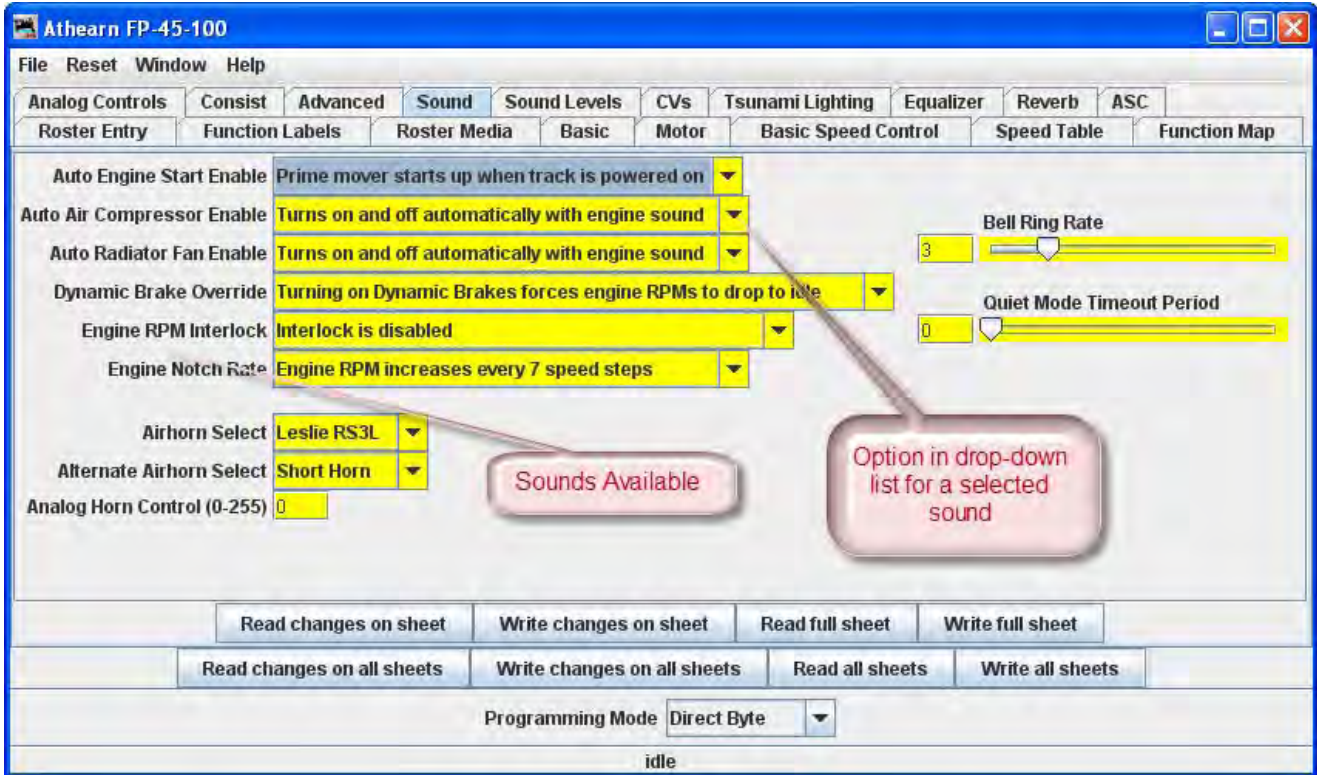 Athearn FP-45-100
File Reset Window Help
Analog Controls Consist Advanced Sound Sound Levels CVs Tsunami Lighting Equalizer Reverb ASC
Roster Entry Function Labels Roster Media Basic Motor Basic Speed Control Speed Table Function Map
Auto Engine Start Enable Prime mover starts up when track is powered on
Auto Air Compressor Enable Turns on and off automatically with engine sound
Bell Ring Rate
Auto Radiator Fan Enable Turns on and off automatically with engine sound
3
Dynamic Brake Override Turning on Dynamic Brakes forces engine RPMs to drop to idle
Quiet Mode Timeout Period
Engine RPM Interlock Interlock is disabled
0
Engine Notch Rate Engine RPM increases every 7 speed steps
Airhorn Select Leslie RS3L
Alternate Airhorn Select Short Horn
Analog Horn Control (0-255) 0
Sounds Available
Option in drop-down
list for a selected
sound
Read changes on sheet Write changes on sheet Read full sheet Write full sheet
Read changes on all sheets Write changes on all sheets Read all sheets Write all sheets
Programming Mode Direct Byte
idle